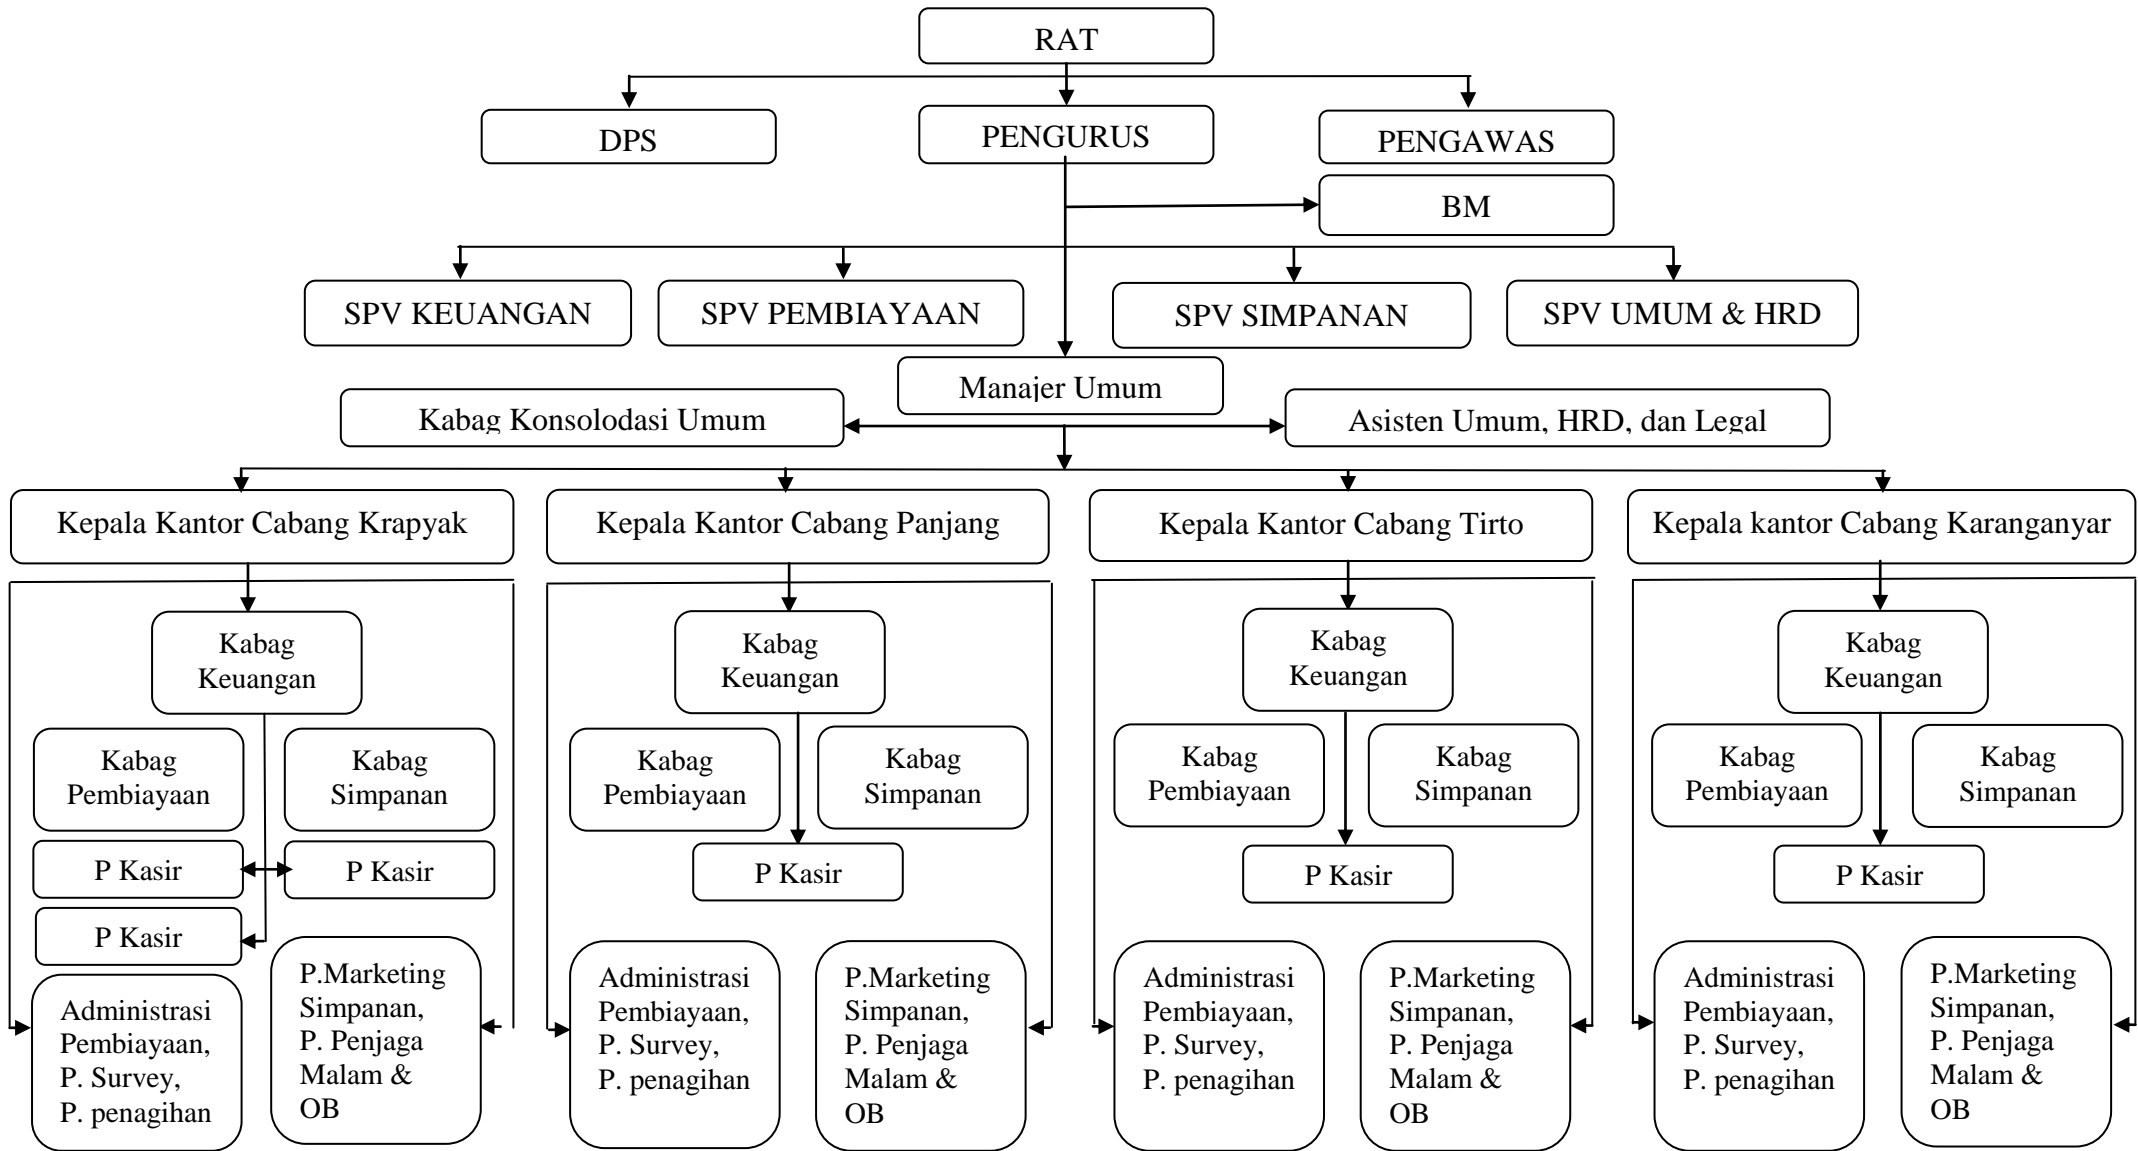 RAT
DPS
PENGURUS
PENGAWAS
BM
SPV KEUANGAN
SPV PEMBIAYAAN
SPV SIMPANAN
SPV UMUM & HRD
Manajer Umum
Kabag Konsolodasi Umum
Asisten Umum, HRD, dan Legal
Kepala Kantor Cabang Krapyak
Kepala Kantor Cabang Panjang
Kepala Kantor Cabang Tirto
Kepala kantor Cabang Karanganyar
Kabag
Keuangan
Kabag
Keuangan
Kabag
Keuangan
Kabag
Keuangan
Kabag
Pembiayaan
Kabag
Simpanan
Kabag
Pembiayaan
Kabag
Simpanan
Kabag
Pembiayaan
Kabag
Simpanan
Kabag
Pembiayaan
Kabag
Simpanan
P Kasir
P Kasir
P Kasir
P Kasir
P Kasir
P Kasir
Administrasi
Pembiayaan,
P. Survey,
P. penagihan
P.Marketing
Simpanan,
P. Penjaga
Malam &
OB
Administrasi
Pembiayaan,
P. Survey,
P. penagihan
P.Marketing
Simpanan,
P. Penjaga
Malam &
OB
Administrasi
Pembiayaan,
P. Survey,
P. penagihan
P.Marketing
Simpanan,
P. Penjaga
Malam &
OB
Administrasi
Pembiayaan,
P. Survey,
P. penagihan
P.Marketing
Simpanan,
P. Penjaga
Malam &
OB